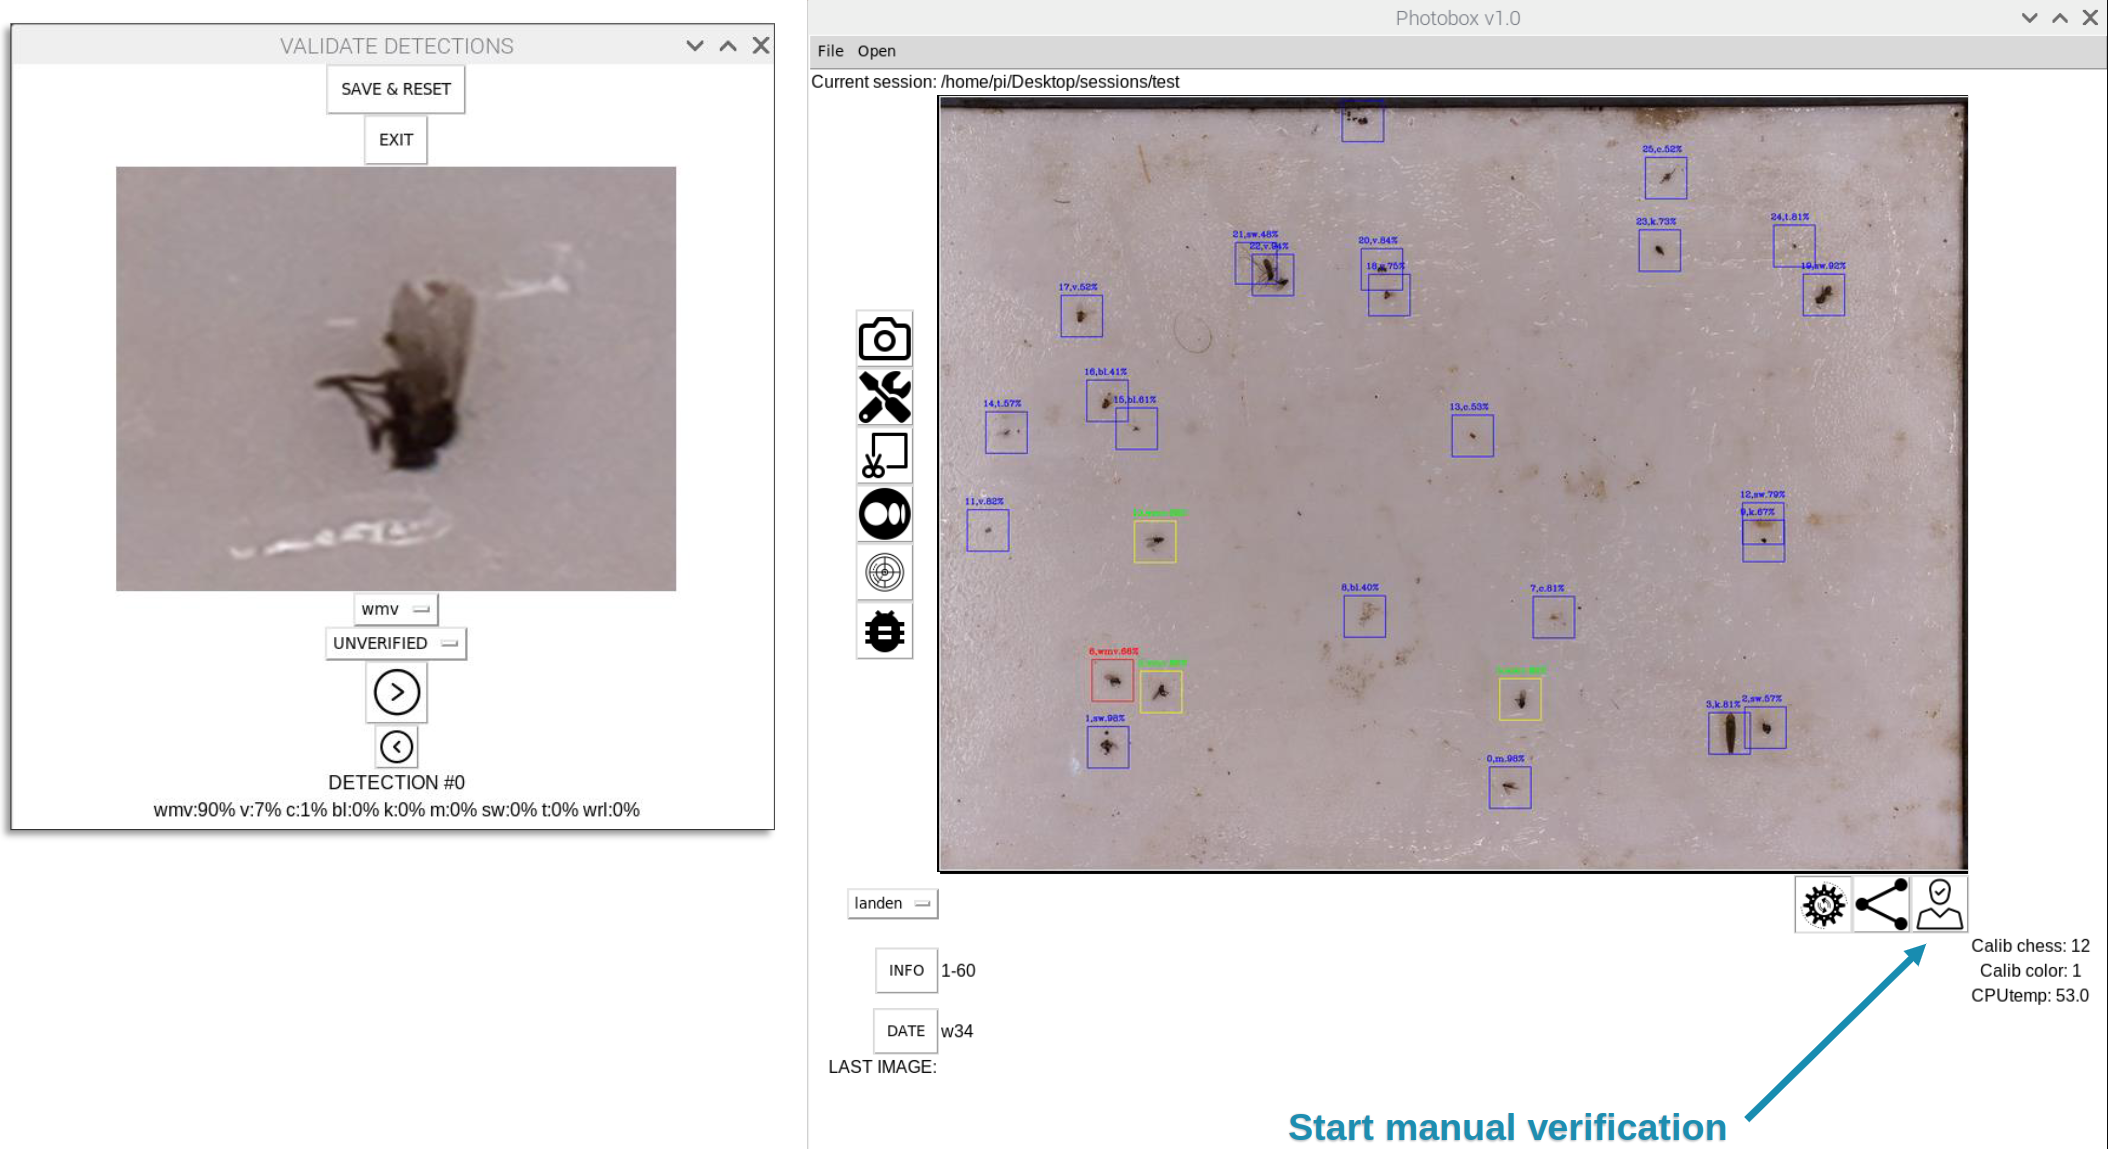 VALIDATE DETECTIONS
SAVE & RESET
EXIT
wmv
UNVERIFIED
DETECTION #0
wmv:90% v:7% c:1% bl:0% k:0% m:0% sw:0% t:0% wrl:0%
Photobox v1.0
File Open
Current session: /home/pi/Desktop/sessions/test
25,c.52%
23,k.73%
24,t.81%
21,sw.48%
22,v.94%
20,v.84%
19,sw.92%
17,v.52%
16,bl.41%
15,bl.61%
14,t.57%
13,c.53%
11,v.82%
12,sw.79%
9,k.67%
8,bl.40%
7,c.81%
6,wmv.68%
3,k.81%
2,sw.57%
1,sw.98%
0,m.98%
landen
INFO 1-60
DATE w34
LAST IMAGE:
Calib chess: 12
Calib color: 1
CPUtemp: 53.0
Start manual verification